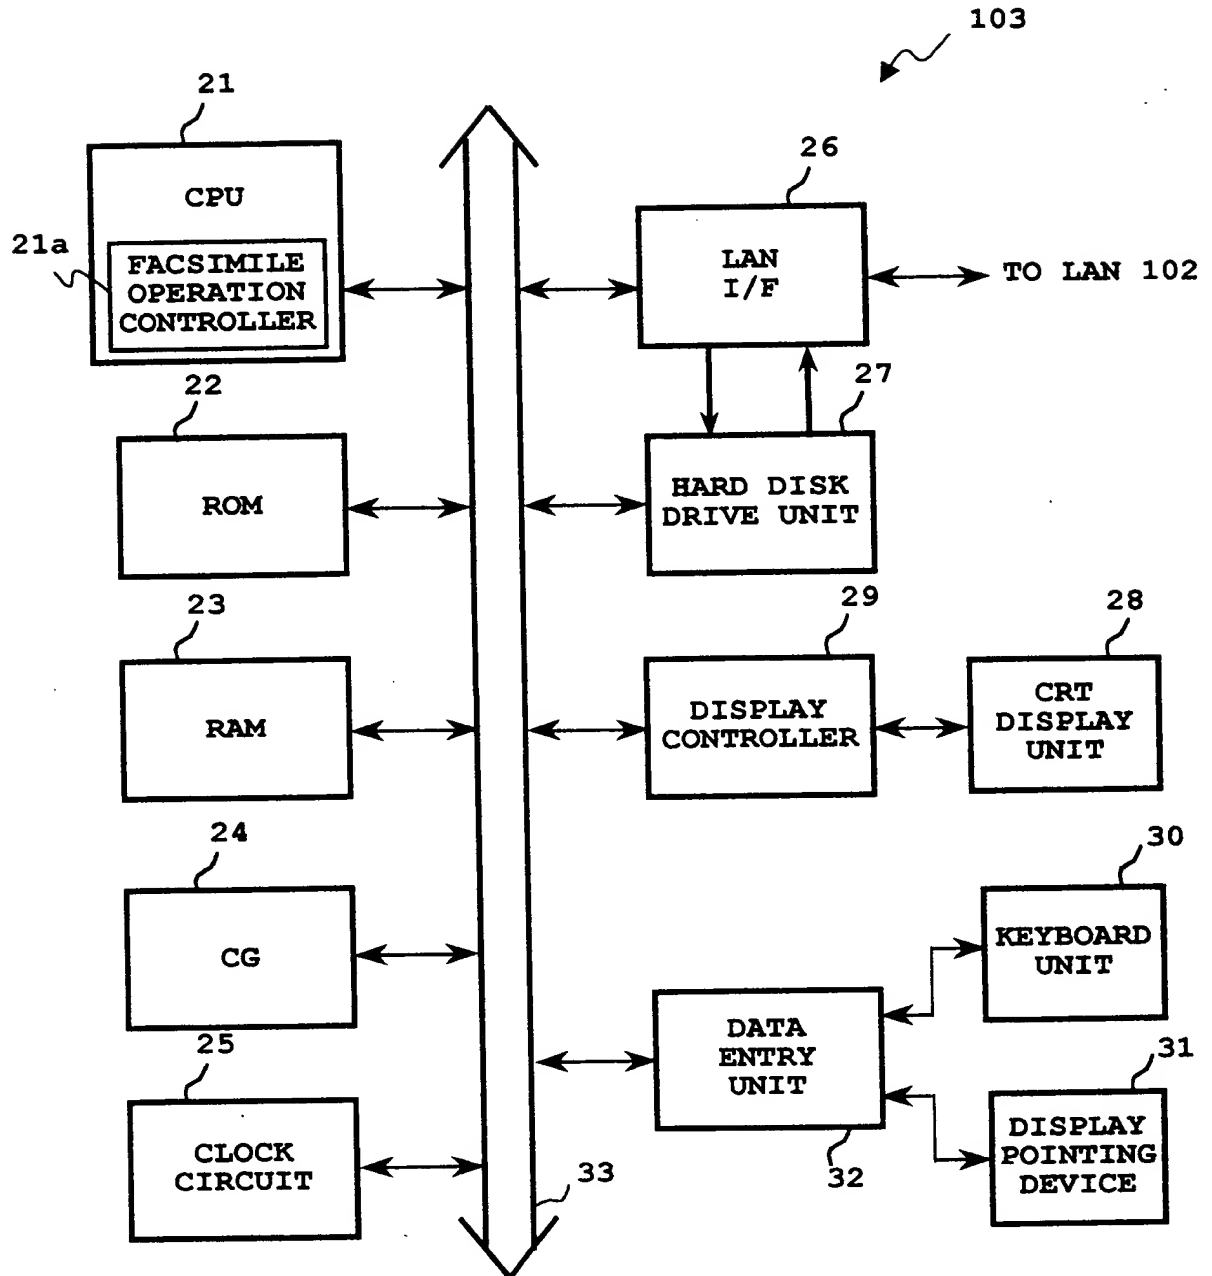 103
21
CPU
21a
FACSIMILE
OPERATION
CONTROLLER
26
LAN
I/F
TO LAN 102
22
ROM
27
HARD DISK
DRIVE UNIT
23
RAM
29
DISPLAY
CONTROLLER
28
CRT
DISPLAY
UNIT
24
CG
30
KEYBOARD
UNIT
25
CLOCK
CIRCUIT
DATA
ENTRY
UNIT
32
31
DISPLAY
POINTING
DEVICE
33